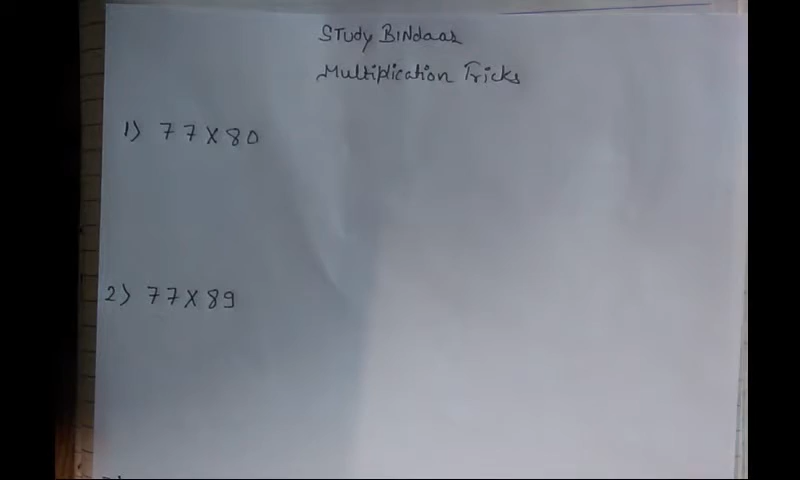 Study Bindaas
Multiplication Tricks
1) 77 x 80
2) 77 x 89